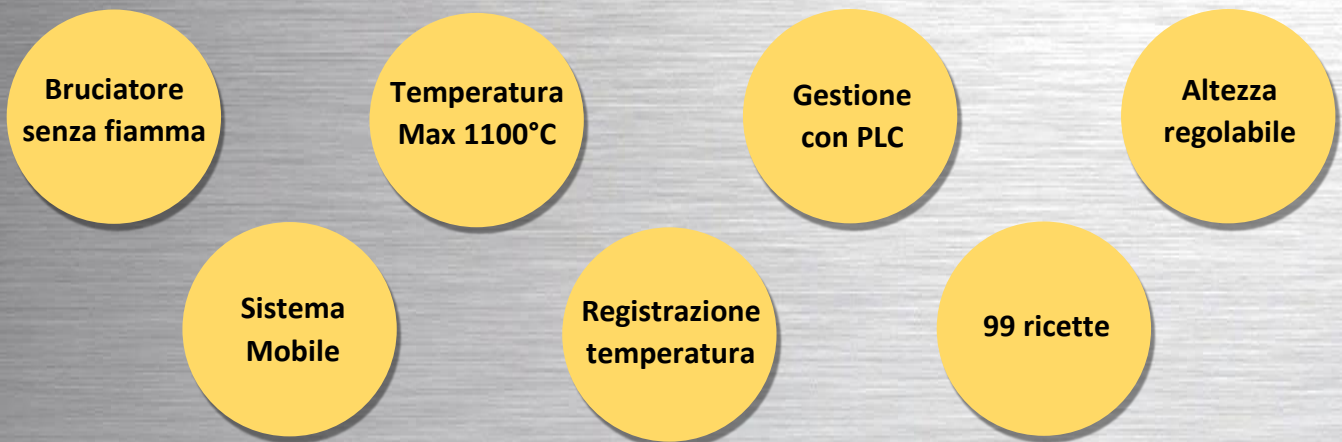 Bruciatore
senza fiamma
Temperatura
Max 1100°C
Gestione
con PLC
Altezza
regolabile
Sistema
Mobile
Registrazione
temperatura
99 ricette